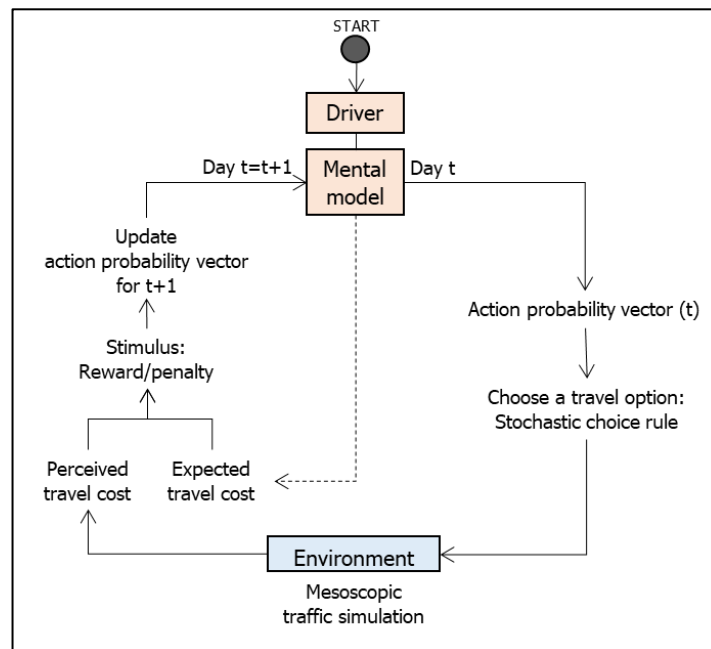 START
Driver
Mental
model
Day t=t+1
Day t
Update
action probability vector
for t+1
Action probability vector (t)
Stimulus:
Reward/penalty
Choose a travel option:
Stochastic choice rule
Perceived
travel cost
Expected
travel cost
Environment
Mesoscopic
traffic simulation